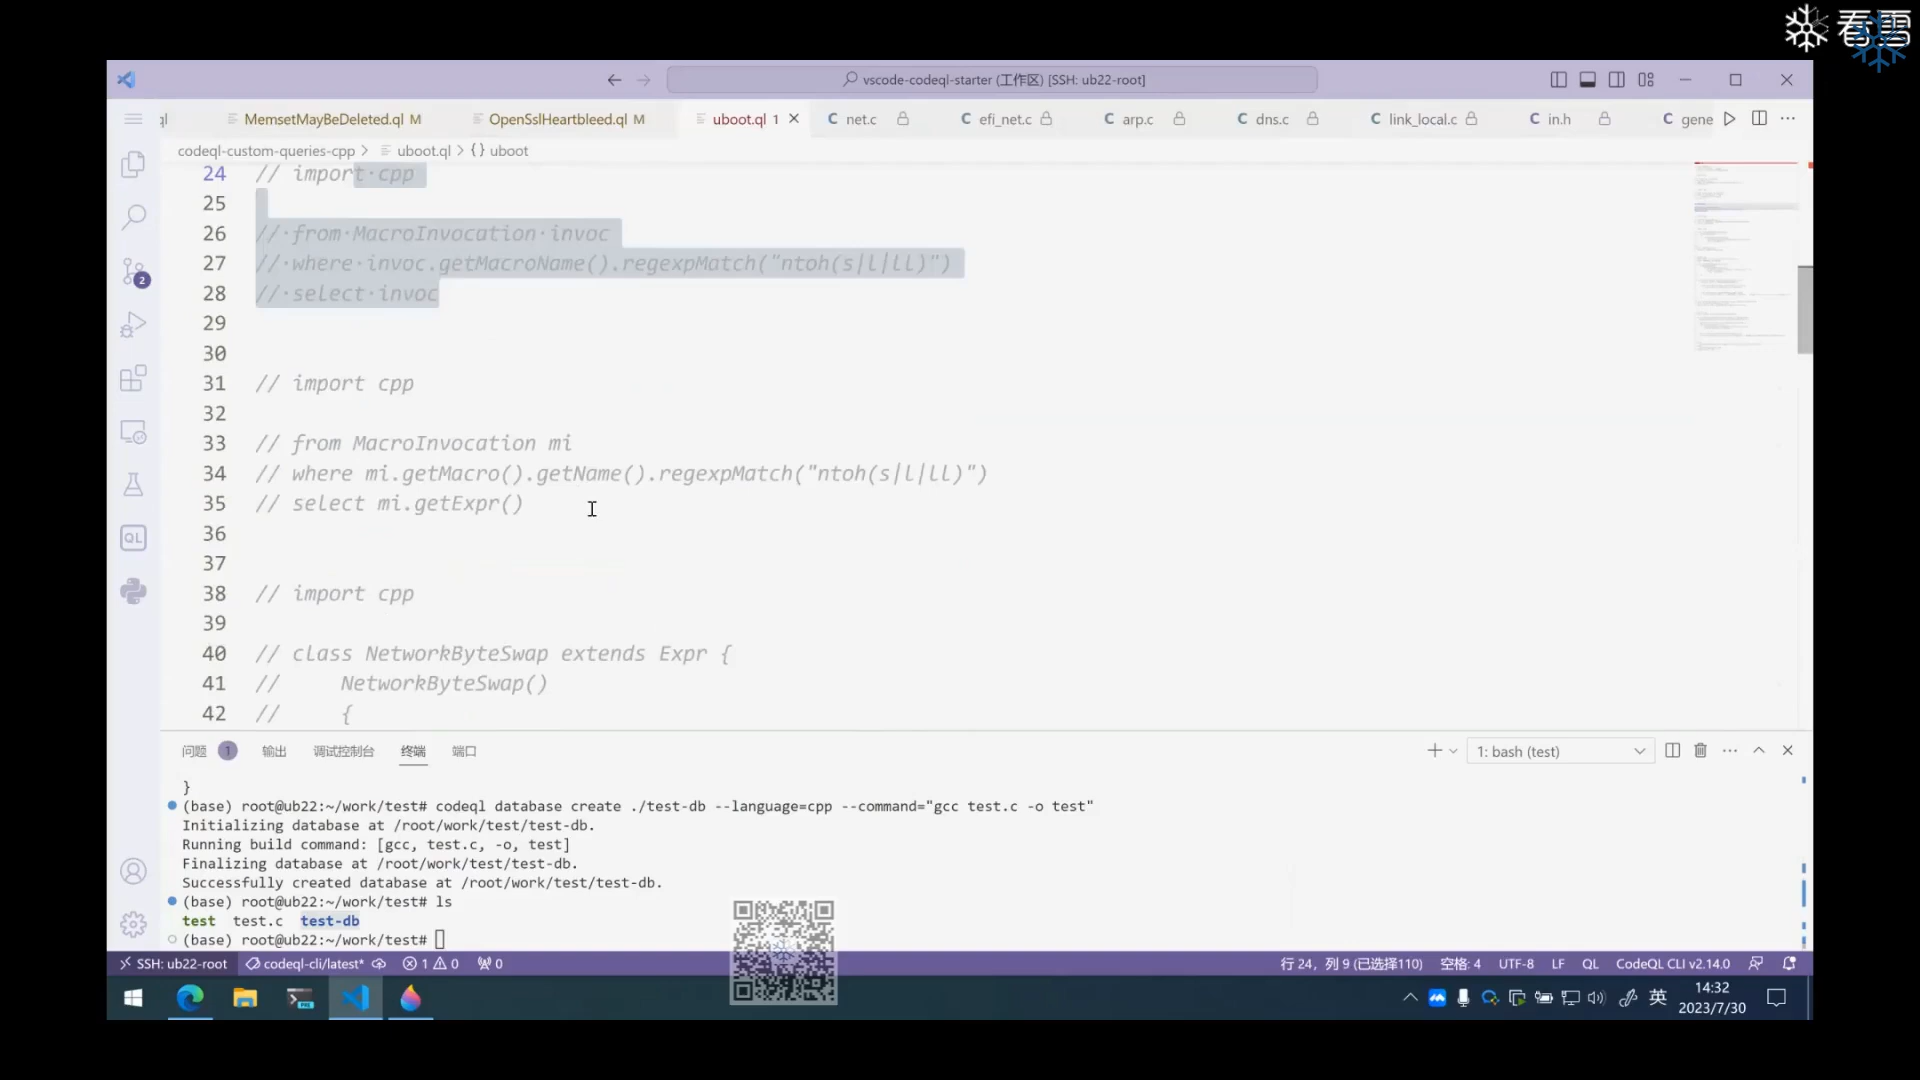 看雪
vscode-codeql-starter (工作区) [SSH: ub22-root]
ql MemsetMayBeDeleted.ql M OpenSslHeartbleed.ql M uboot.ql 1 C net.c C efi_net.c C arp.c C dns.c C link_local.c C in.h C gene
codeql-custom-queries-cpp > uboot.ql > {} uboot
24 // import cpp
25
26 // from MacroInvocation invoc
27 // where invoc.getMacroName().regexpMatch("ntoh(s|l|ll)")
28 // select invoc
29
30
31 // import cpp
32
33 // from MacroInvocation mi
34 // where mi.getMacro().getName().regexpMatch("ntoh(s|l|ll)")
35 // select mi.getExpr()
36
37
38 // import cpp
39
40 // class NetworkByteSwap extends Expr {
41 //     NetworkByteSwap()
42 //     {
2
QL
问题 1 输出 调试控制台 终端 端口 1: bash (test)
}
(base) root@ub22:~/work/test# codeql database create ./test-db --language=cpp --command="gcc test.c -o test"
Initializing database at /root/work/test/test-db.
Running build command: [gcc, test.c, -o, test]
Finalizing database at /root/work/test/test-db.
Successfully created database at /root/work/test/test-db.
(base) root@ub22:~/work/test# ls
test test.c test-db
(base) root@ub22:~/work/test#
SSH: ub22-root codeql-cli/latest* 1 0 0 行 24，列 9 (已选择110) 空格: 4 UTF-8 LF QL CodeQL CLI v2.14.0
英 14:32
2023/7/30